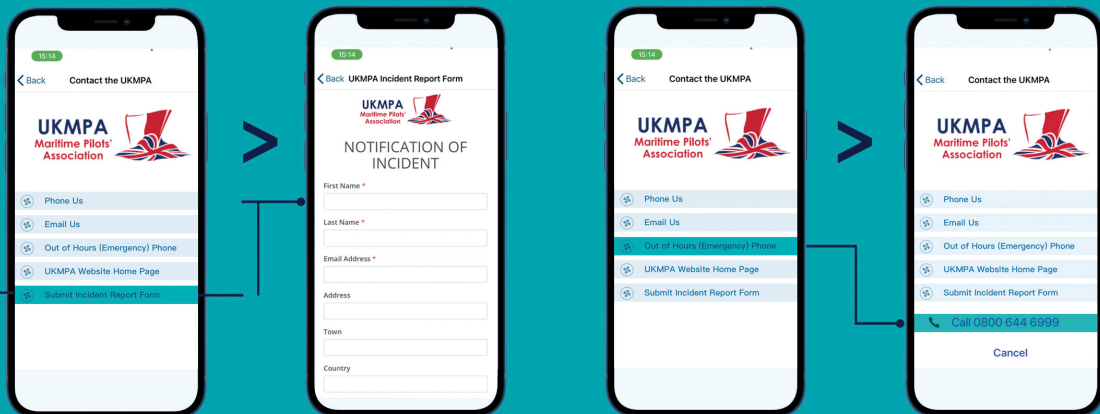 15:14
Back Contact the UKMPA
UKMPA
Maritime Pilots'
Association
Phone Us
Email Us
Out of Hours (Emergency) Phone
UKMPA Website Home Page
Submit Incident Report Form
>
15:14
Back UKMPA Incident Report Form
UKMPA
Maritime Pilots'
Association
NOTIFICATION OF
INCIDENT
First Name *
Last Name *
Email Address *
Address
Town
Country
15:14
Back Contact the UKMPA
UKMPA
Maritime Pilots'
Association
Phone Us
Email Us
Out of Hours (Emergency) Phone
UKMPA Website Home Page
Submit Incident Report Form
>
Back Contact the UKMPA
UKMPA
Maritime Pilots'
Association
Phone Us
Email Us
Out of Hours (Emergency) Phone
UKMPA Website Home Page
Submit Incident Report Form
Call 0800 644 6999
Cancel